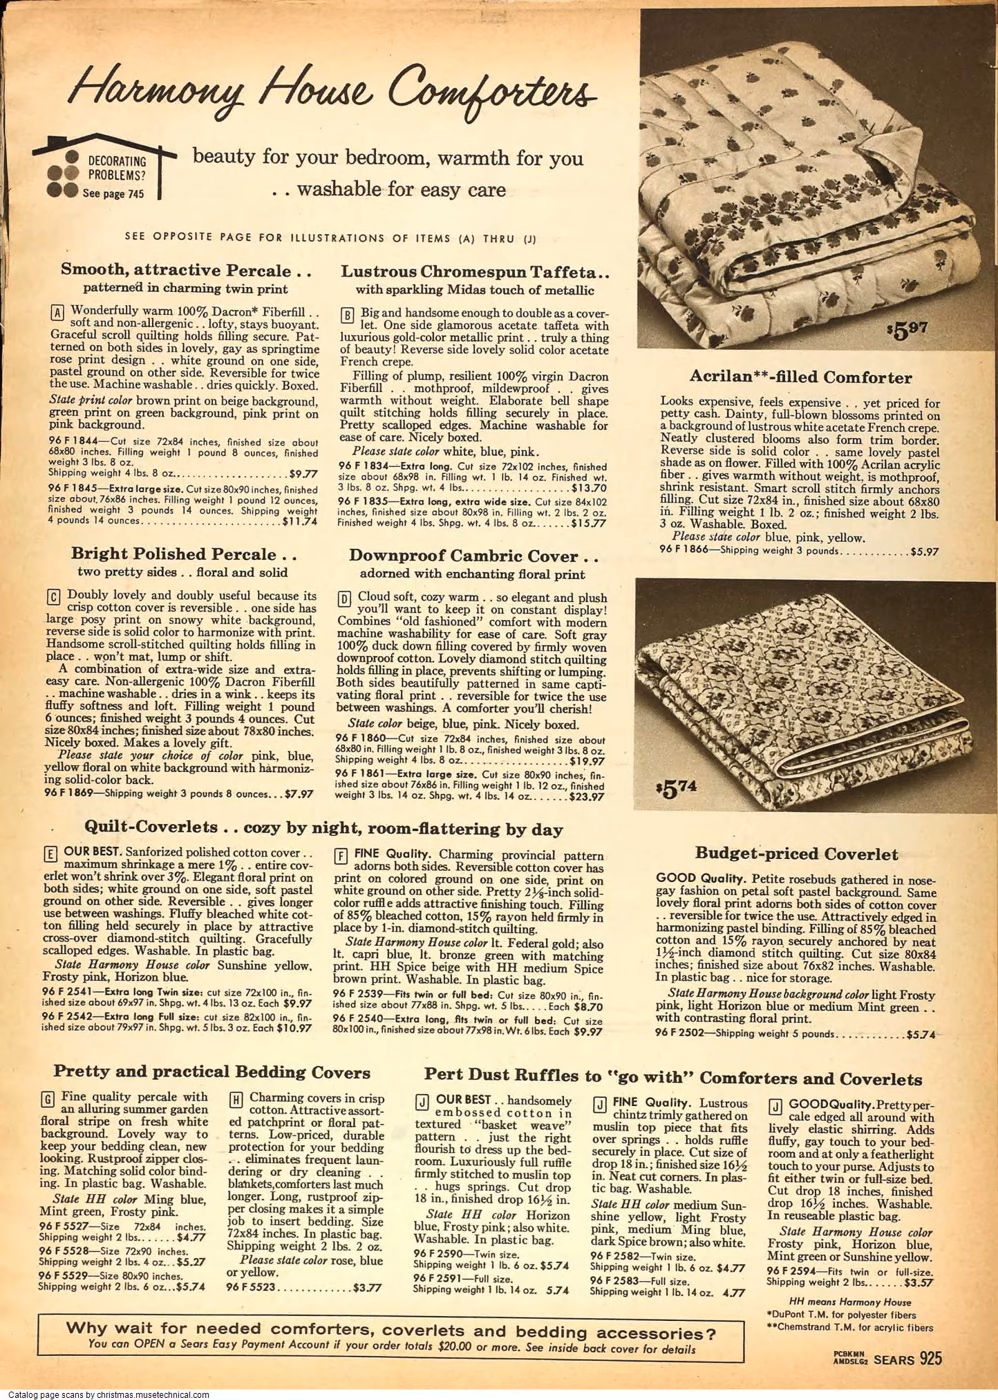 Harmony House Comforters
DECORATING
PROBLEMS?
See page 745
beauty for your bedroom, warmth for you
. . washable for easy care
SEE OPPOSITE PAGE FOR ILLUSTRATIONS OF ITEMS (A) THRU (J)
Smooth, attractive Percale . .
patterned in charming twin print
A Wonderfully warm 100% Dacron* Fiberfill . .
soft and non-allergenic . . lofty, stays buoyant.
Graceful scroll quilting holds filling secure. Pat-
terned on both sides in lovely, gay as springtime
rose print design . . white ground on one side,
pastel ground on other side. Reversible for twice
the use. Machine washable . . dries quickly. Boxed.
State print color brown print on beige background,
green print on green background, pink print on
pink background.
96 F 1844—Cut size 72x84 inches, finished size about
68x80 inches. Filling weight 1 pound 8 ounces, finished
weight 3 lbs. 8 oz.
Shipping weight 4 lbs. 8 oz. . . . . . . . . . . . . $9.77
96 F 1845—Extra large size. Cut size 80x90 inches, finished
size about 76x86 inches. Filling weight 1 pound 12 ounces,
finished weight 3 pounds 14 ounces. Shipping weight
4 pounds 14 ounces. . . . . . . . . . . . . $11.74
Lustrous Chromespun Taffeta . .
with sparkling Midas touch of metallic
B Big and handsome enough to double as a cover-
let. One side glamorous acetate taffeta with
luxurious gold-color metallic print . . truly a thing
of beauty! Reverse side lovely solid color acetate
French crepe.
Filling of plump, resilient 100% virgin Dacron
Fiberfill . . mothproof, mildewproof . . gives
warmth without weight. Elaborate bell shape
quilt stitching holds filling securely in place.
Pretty scalloped edges. Machine washable for
ease of care. Nicely boxed.
Please state color white, blue, pink.
96 F 1834—Extra long. Cut size 72x102 inches, finished
size about 68x98 in. Filling wt. 1 lb. 14 oz. Finished wt.
3 lbs. 8 oz. Shpg. wt. 4 lbs. . . . . . . . . . . . . $13.70
96 F 1835—Extra long, extra wide size. Cut size 84x102
inches, finished size about 80x98 in. Filling wt. 2 lbs. 2 oz.
Finished weight 4 lbs. Shpg. wt. 4 lbs. 8 oz. . . . . . $15.77
$5.97
Acrilan**-filled Comforter
Looks expensive, feels expensive . . yet priced for
petty cash. Dainty, full-blown blossoms printed on
a background of lustrous white acetate French crepe.
Neatly clustered blooms also form trim border.
Reverse side is solid color . . same lovely pastel
shade as on flower. Filled with 100% Acrilan acrylic
fiber . . gives warmth without weight, is mothproof,
shrink resistant. Smart scroll stitch firmly anchors
filling. Cut size 72x84 in., finished size about 68x80
in. Filling weight 1 lb. 2 oz.; finished weight 2 lbs.
3 oz. Washable. Boxed.
Please state color blue, pink, yellow.
96 F 1866—Shipping weight 3 pounds. . . . . . . . . . . . $5.97
Bright Polished Percale . .
two pretty sides . . floral and solid
C Doubly lovely and doubly useful because its
crisp cotton cover is reversible . . one side has
large posy print on snowy white background,
reverse side is solid color to harmonize with print.
Handsome scroll-stitched quilting holds filling in
place . . won't mat, lump or shift.
A combination of extra-wide size and extra-
easy care. Non-allergenic 100% Dacron Fiberfill
. . machine washable . . dries in a wink . . keeps its
fluffy softness and loft. Filling weight 1 pound
6 ounces; finished weight 3 pounds 4 ounces. Cut
size 80x84 inches; finished size about 78x80 inches.
Nicely boxed. Makes a lovely gift.
Please state your choice of color pink, blue,
yellow floral on white background with harmoniz-
ing solid-color back.
96 F 1869—Shipping weight 3 pounds 8 ounces. . . $7.97
Downproof Cambric Cover . .
adorned with enchanting floral print
D Cloud soft, cozy warm . . so elegant and plush
you'll want to keep it on constant display!
Combines "old fashioned" comfort with modern
machine washability for ease of care. Soft gray
100% duck down filling covered by firmly woven
downproof cotton. Lovely diamond stitch quilting
holds filling in place, prevents shifting or lumping.
Both sides beautifully patterned in same capti-
vating floral print . . reversible for twice the use
between washings. A comforter you'll cherish!
State color beige, blue, pink. Nicely boxed.
96 F 1860—Cut size 72x84 inches, finished size about
68x80 in. Filling weight 1 lb. 8 oz., finished weight 3 lbs. 8 oz.
Shipping weight 4 lbs. 8 oz. . . . . . . . . . . . . $19.97
96 F 1861—Extra large size. Cut size 80x90 inches, fin-
ished size about 76x86 in. Filling weight 1 lb. 12 oz., finished
weight 3 lbs. 14 oz. Shpg. wt. 4 lbs. 14 oz. . . . . . $23.97
$5.74
Quilt-Coverlets . . cozy by night, room-flattering by day
E OUR BEST. Sanforized polished cotton cover . .
maximum shrinkage a mere 1% . . entire cov-
erlet won't shrink over 3%. Elegant floral print on
both sides; white ground on one side, soft pastel
ground on other side. Reversible . . gives longer
use between washings. Fluffy bleached white cot-
ton filling held securely in place by attractive
cross-over diamond-stitch quilting. Gracefully
scalloped edges. Washable. In plastic bag.
State Harmony House color Sunshine yellow,
Frosty pink, Horizon blue.
96 F 2541—Extra long Twin size: cut size 72x100 in., fin-
ished size about 69x97 in. Shpg. wt. 4 lbs. 13 oz. Each $9.97
96 F 2542—Extra long Full size: cut size 82x100 in., fin-
ished size about 79x97 in. Shpg. wt. 5 lbs. 3 oz. Each $10.97
F FINE Quality. Charming provincial pattern
adorns both sides. Reversible cotton cover has
print on colored ground on one side, print on
white ground on other side. Pretty 2⅛-inch solid-
color ruffle adds attractive finishing touch. Filling
of 85% bleached cotton, 15% rayon held firmly in
place by 1-in. diamond-stitch quilting.
State Harmony House color lt. Federal gold; also
lt. capri blue, lt. bronze green with matching
print. HH Spice beige with HH medium Spice
brown print. Washable. In plastic bag.
96 F 2539—Fits twin or full bed: Cut size 80x90 in., fin-
ished size about 77x88 in. Shpg. wt. 5 lbs. . . . . Each $8.70
96 F 2540—Extra long, fits twin or full bed: Cut size
80x100 in., finished size about 77x98 in. Wt. 6 lbs. Each $9.97
Budget-priced Coverlet
GOOD Quality. Petite rosebuds gathered in nose-
gay fashion on petal soft pastel background. Same
lovely floral print adorns both sides of cotton cover
. . reversible for twice the use. Attractively edged in
harmonizing pastel binding. Filling of 85% bleached
cotton and 15% rayon securely anchored by neat
1½-inch diamond stitch quilting. Cut size 80x84
inches; finished size about 76x82 inches. Washable.
In plastic bag . . nice for storage.
State Harmony House background color light Frosty
pink, light Horizon blue or medium Mint green . .
with contrasting floral print.
96 F 2502—Shipping weight 5 pounds. . . . . . . . . . . . $5.74
Pretty and practical Bedding Covers
G Fine quality percale with
an alluring summer garden
floral stripe on fresh white
background. Lovely way to
keep your bedding clean, new
looking. Rustproof zipper clos-
ing. Matching solid color bind-
ing. In plastic bag. Washable.
State HH color Ming blue,
Mint green, Frosty pink.
96 F 5527—Size 72x84 inches.
Shipping weight 2 lbs. . . . . . . $4.77
96 F 5528—Size 72x90 inches.
Shipping weight 2 lbs. 4 oz. . . $5.27
96 F 5529—Size 80x90 inches.
Shipping weight 2 lbs. 6 oz. . . $5.74
H Charming covers in crisp
cotton. Attractive assort-
ed patchprint or floral pat-
terns. Low-priced, durable
protection for your bedding
. . eliminates frequent laun-
dering or dry cleaning . .
blankets, comforters last much
longer. Long, rustproof zip-
per closing makes it a simple
job to insert bedding. Size
72x84 inches. In plastic bag.
Shipping weight 2 lbs. 2 oz.
Please state color rose, blue
or yellow.
96 F 5523. . . . . . . . . . . . $3.77
Pert Dust Ruffles to "go with" Comforters and Coverlets
J OUR BEST . . handsomely
embossed cotton in
textured "basket weave"
pattern . . just the right
flourish to dress up the bed-
room. Luxuriously full ruffle
firmly stitched to muslin top
. . hugs springs. Cut drop
18 in., finished drop 16½ in.
State HH color Horizon
blue, Frosty pink; also white.
Washable. In plastic bag.
96 F 2590—Twin size.
Shipping weight 1 lb. 6 oz. $5.74
96 F 2591—Full size.
Shipping weight 1 lb. 14 oz. 5.74
J FINE Quality. Lustrous
chintz trimly gathered on
muslin top piece that fits
over springs . . holds ruffle
securely in place. Cut size of
drop 18 in.; finished size 16½
in. Neat cut corners. In plas-
tic bag. Washable.
State HH color medium Sun-
shine yellow, light Frosty
pink, medium Ming blue,
dark Spice brown; also white.
96 F 2582—Twin size.
Shipping weight 1 lb. 6 oz. $4.77
96 F 2583—Full size.
Shipping weight 1 lb. 14 oz. 4.77
J GOOD Quality. Pretty per-
cale edged all around with
lively elastic shirring. Adds
fluffy, gay touch to your bed-
room and at only a featherlight
touch to your purse. Adjusts to
fit either twin or full-size bed.
Cut drop 18 inches, finished
drop 16½ inches. Washable.
In reuseable plastic bag.
State Harmony House color
Frosty pink, Horizon blue,
Mint green or Sunshine yellow.
96 F 2594—Fits twin or full-size.
Shipping weight 2 lbs. . . . . . . $3.57
HH means Harmony House
*DuPont T.M. for polyester fibers
**Chemstrand T.M. for acrylic fibers
Why wait for needed comforters, coverlets and bedding accessories?
You can OPEN a Sears Easy Payment Account if your order totals $20.00 or more. See inside back cover for details
PCBKMN
AMDSLG2 SEARS 925
Catalog page scans by christmas.musetechnical.com